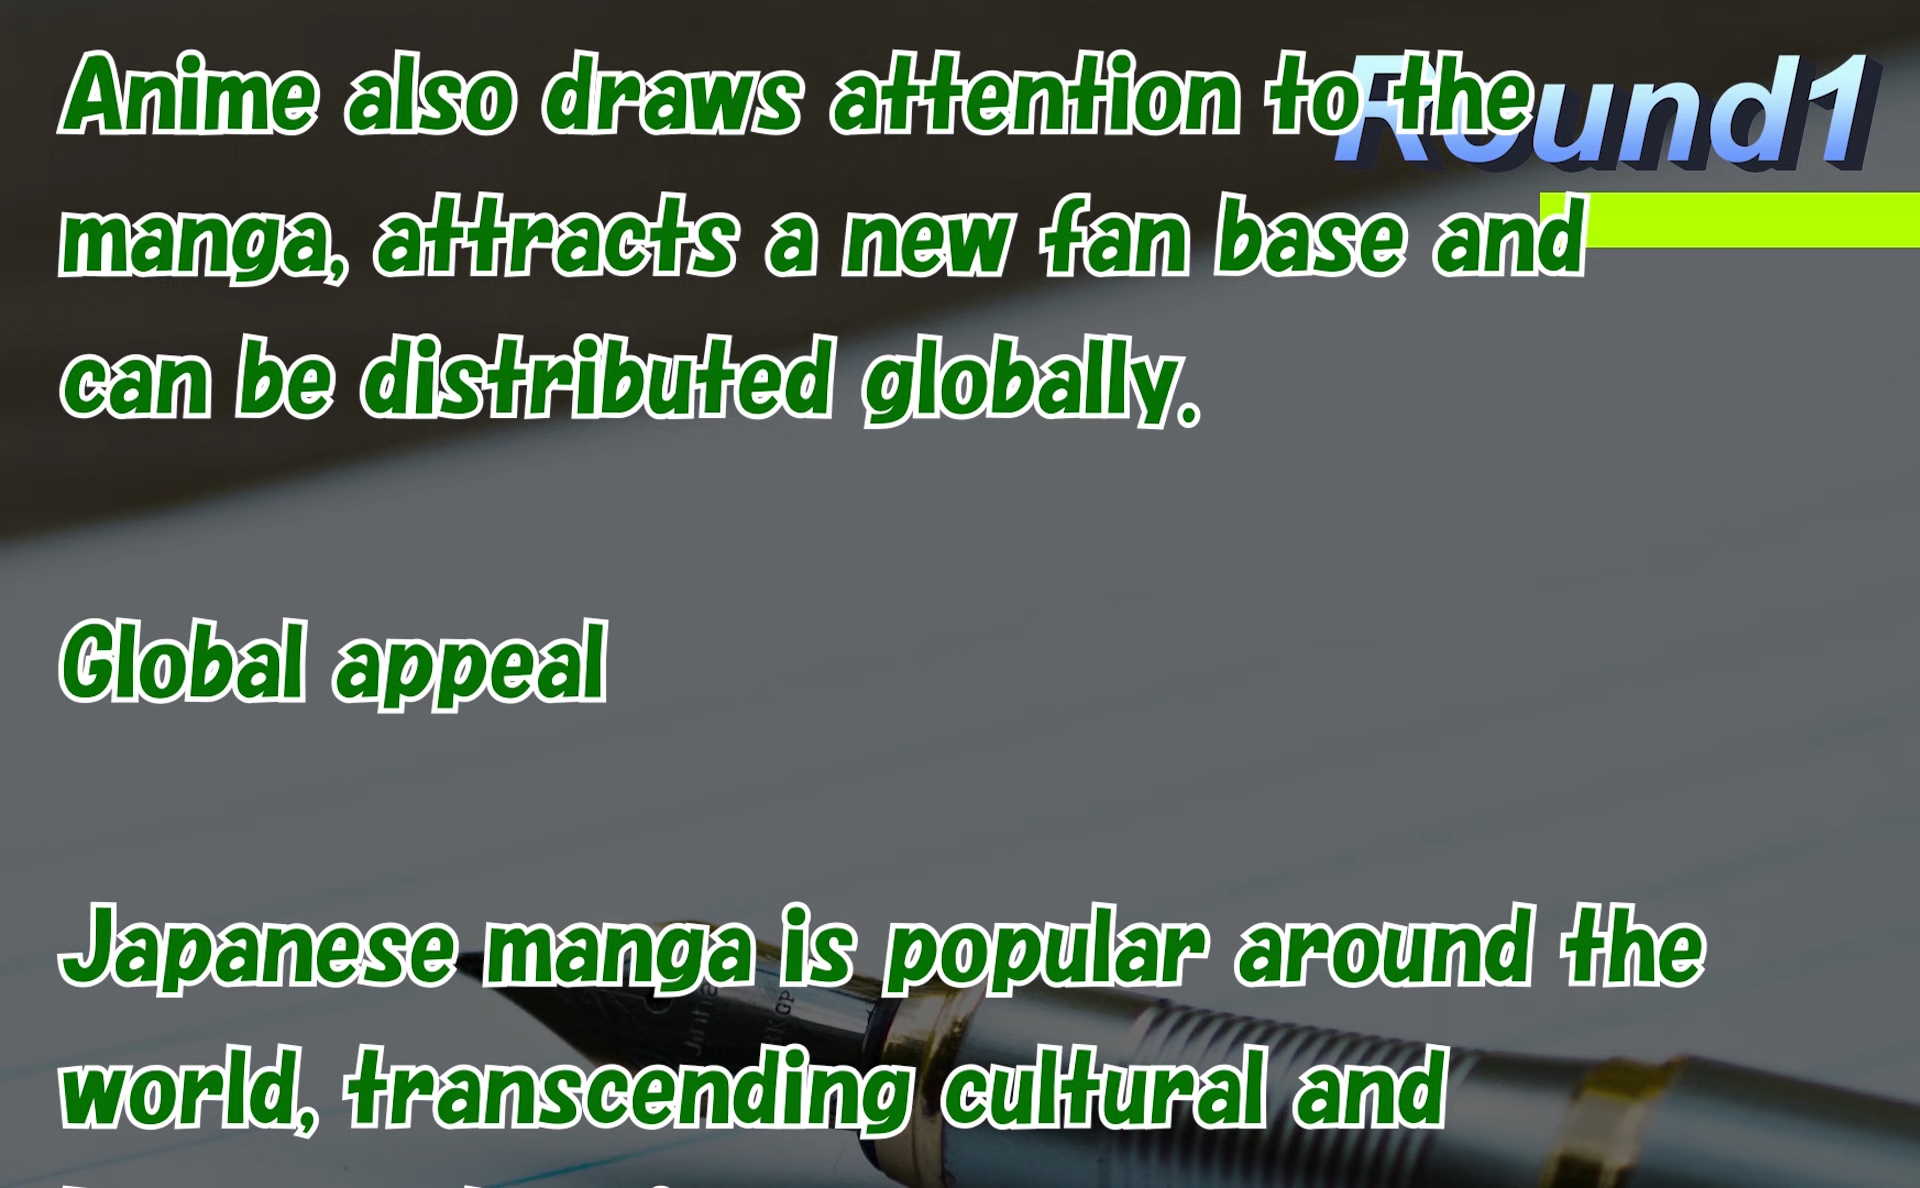 Anime also draws attention to the
Round1
manga, attracts a new fan base and
can be distributed globally.
Global appeal
Japanese manga is popular around the
world, transcending cultural and